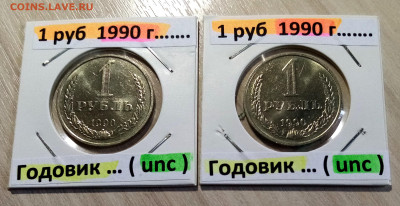 COINS.LAVE.RU
1 руб 1990 г.......
1
РУБЛЬ
1990
Годовик ... ( unc )
1 руб 1990 г.......
1
РУБЛЬ
1990
Годовик ... ( unc )